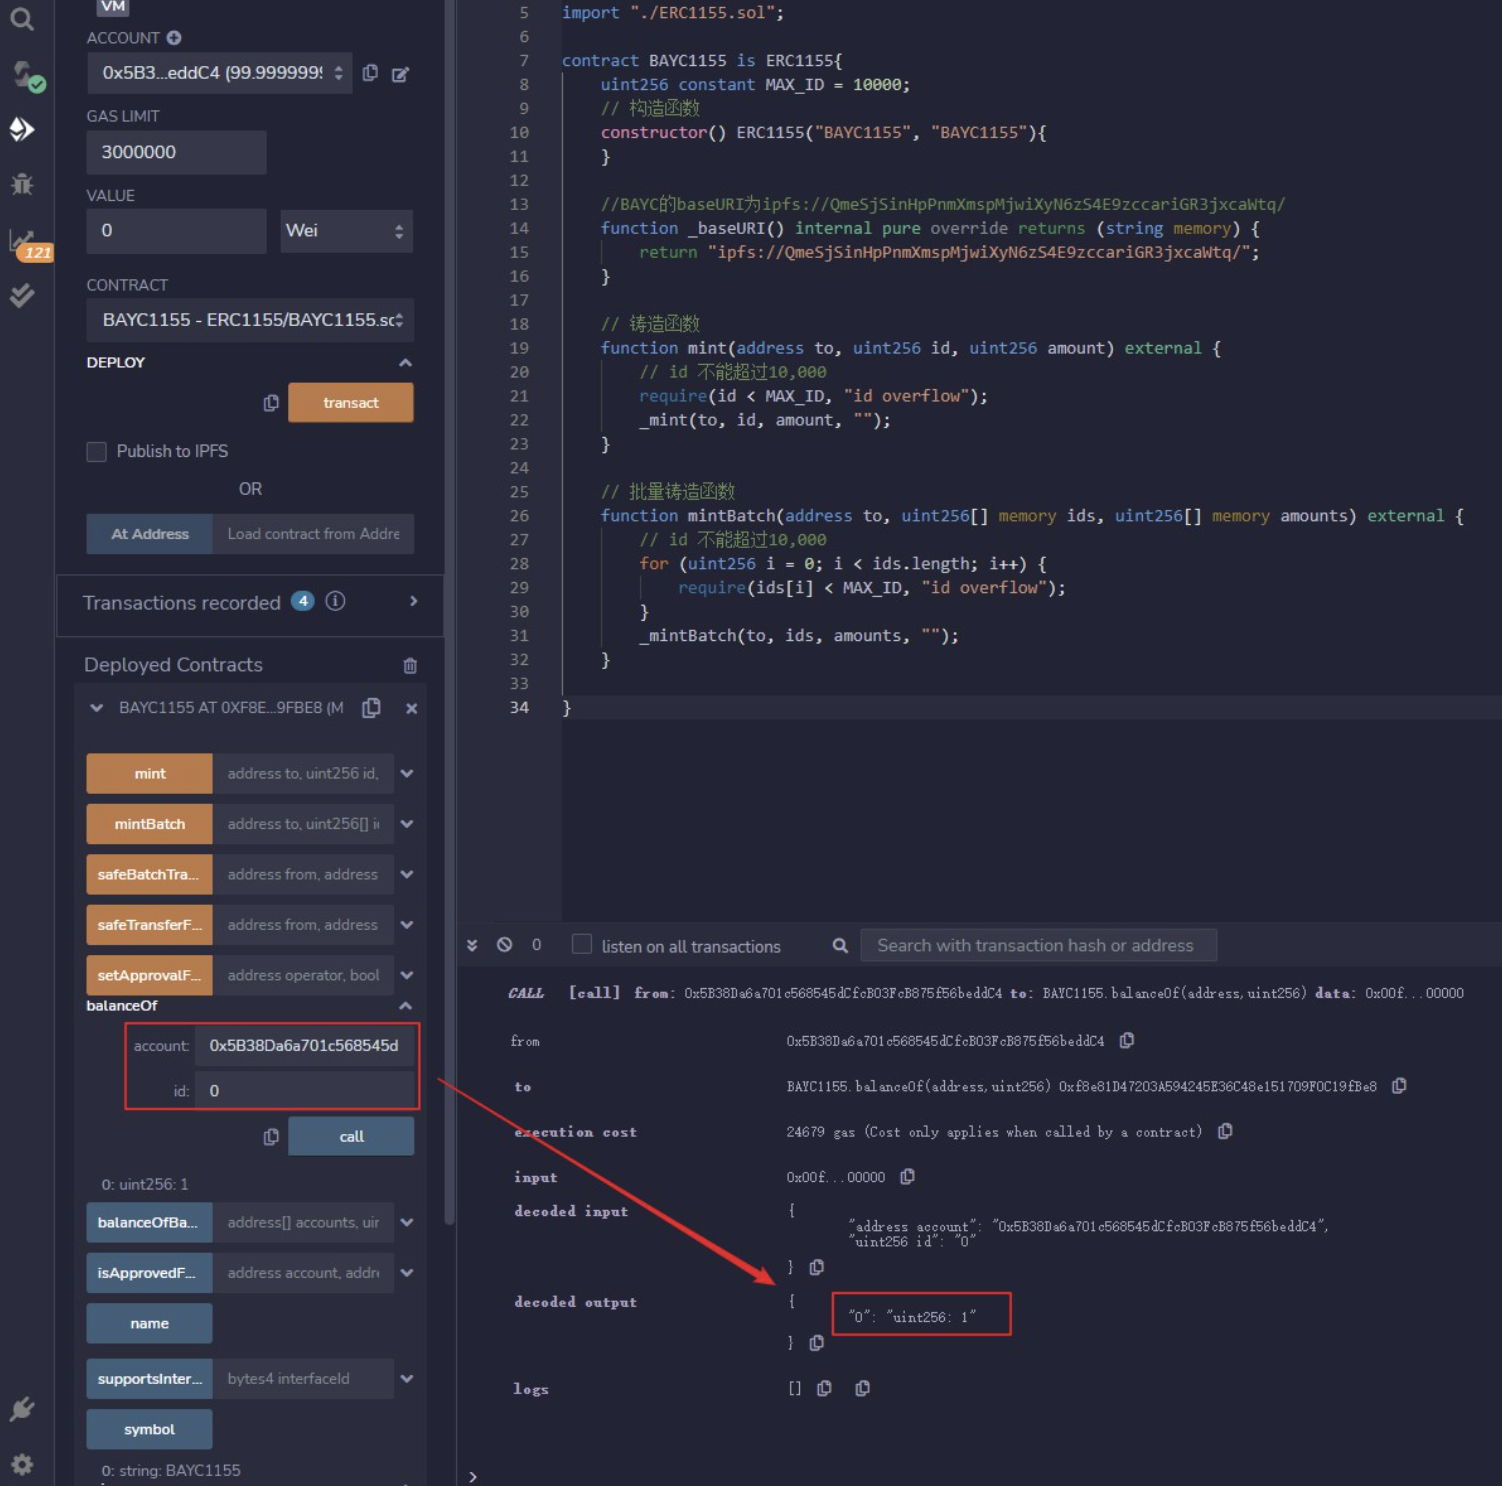 VM
ACCOUNT
0x5B3...eddC4 (99.9999999
GAS LIMIT
3000000
VALUE
0
Wei
CONTRACT
BAYC1155 - ERC1155/BAYC1155.sc
DEPLOY
transact
Publish to IPFS
OR
At Address
Load contract from Addre
Transactions recorded 4
Deployed Contracts
BAYC1155 AT 0XF8E...9FBE8 (M
mint
address to, uint256 id,
mintBatch
address to, uint256[] i
safeBatchTra...
address from, address
safeTransferF...
address from, address
setApprovalF...
address operator, bool
balanceOf
account: 0x5B38Da6a701c568545d
id: 0
call
0: uint256: 1
balanceOfBa...
address[] accounts, uir
isApprovedF...
address account, addre
name
supportsInter...
bytes4 interfaceId
symbol
0: string: BAYC1155
121
5 import "./ERC1155.sol";
6
7 contract BAYC1155 is ERC1155{
8 uint256 constant MAX_ID = 10000;
9 // 构造函数
10 constructor() ERC1155("BAYC1155", "BAYC1155"){
11 }
12
13 //BAYC的baseURI为ipfs://QmeSjSinHpPnmXmspMjwiXyN6zS4E9zccariGR3jxcaWtq/
14 function _baseURI() internal pure override returns (string memory) {
15 return "ipfs://QmeSjSinHpPnmXmspMjwiXyN6zS4E9zccariGR3jxcaWtq/";
16 }
17
18 // 铸造函数
19 function mint(address to, uint256 id, uint256 amount) external {
20 // id 不能超过10,000
21 require(id < MAX_ID, "id overflow");
22 _mint(to, id, amount, "");
23 }
24
25 // 批量铸造函数
26 function mintBatch(address to, uint256[] memory ids, uint256[] memory amounts) external {
27 // id 不能超过10,000
28 for (uint256 i = 0; i < ids.length; i++) {
29 require(ids[i] < MAX_ID, "id overflow");
30 }
31 _mintBatch(to, ids, amounts, "");
32 }
33
34 }
0
listen on all transactions
Search with transaction hash or address
CALL [call] from: 0x5B38Da6a701c568545dCfcB03FcB875f56beddC4 to: BAYC1155.balanceOf(address,uint256) data: 0x00f...00000
from 0x5B38Da6a701c568545dCfcB03FcB875f56beddC4
to BAYC1155.balanceOf(address,uint256) 0xf8e81D47203A594245E36C48e151709F0C19fBe8
execution cost 24679 gas (Cost only applies when called by a contract)
input 0x00f...00000
decoded input {
"address account": "0x5B38Da6a701c568545dCfcB03FcB875f56beddC4",
"uint256 id": "0"
}
decoded output {
"0": "uint256: 1"
}
logs []
>